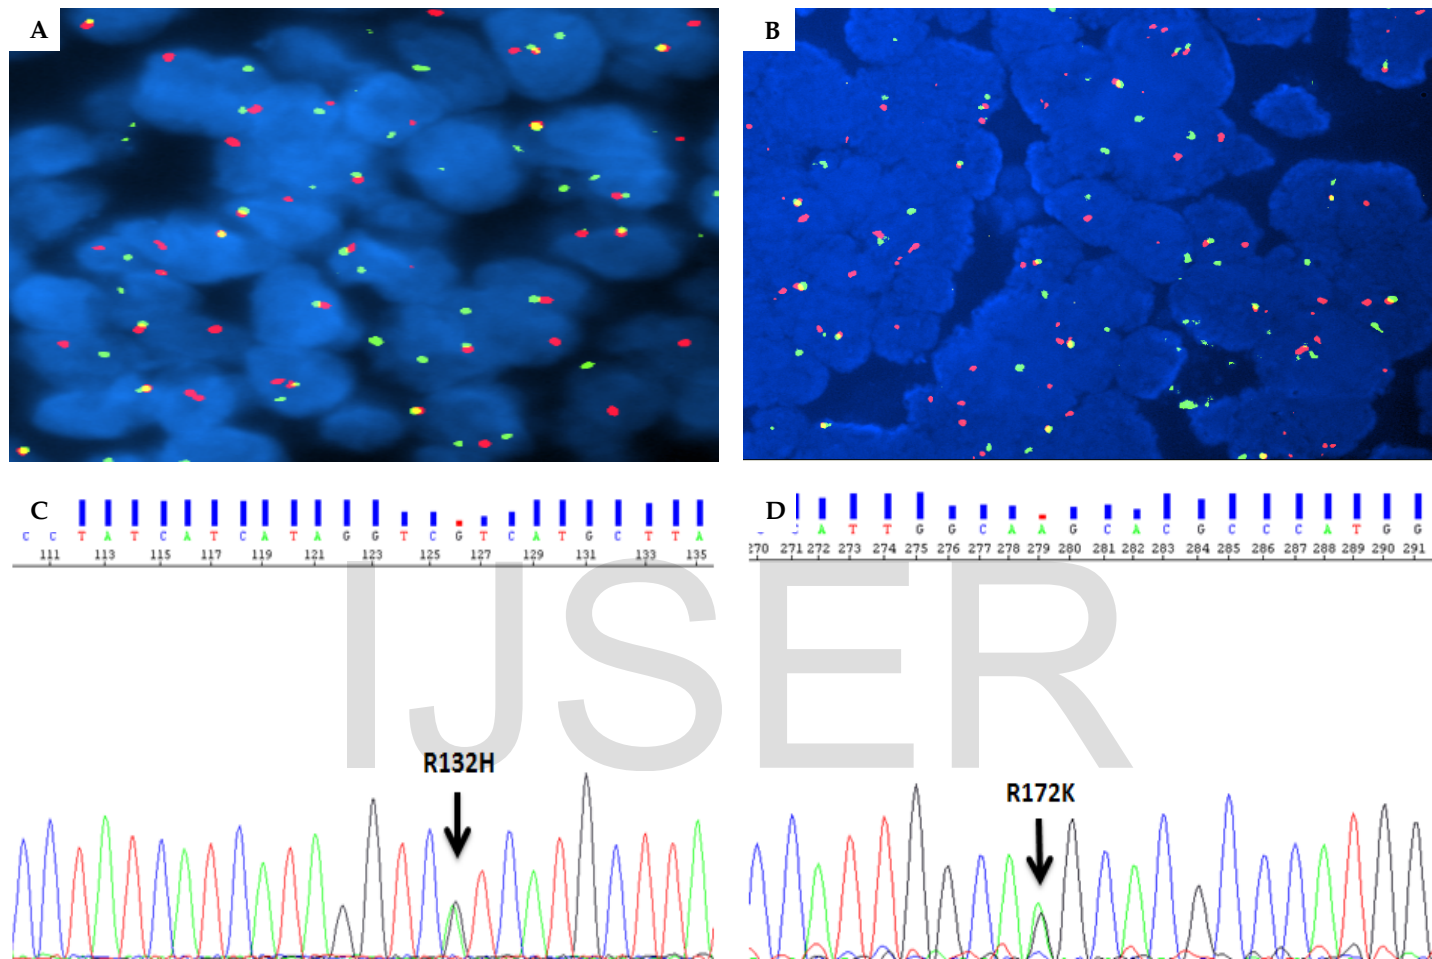 A
B
C
C C T A T C A T C A T A G G T C G T C A T G C T T A
111 113 115 117 119 121 123 125 127 129 131 133 135
D
A T T G G C A A G C A C G C C C A T G G
270 271 272 273 274 275 276 277 278 279 280 281 282 283 284 285 286 287 288 289 290 291
IJSER
R132H
R172K